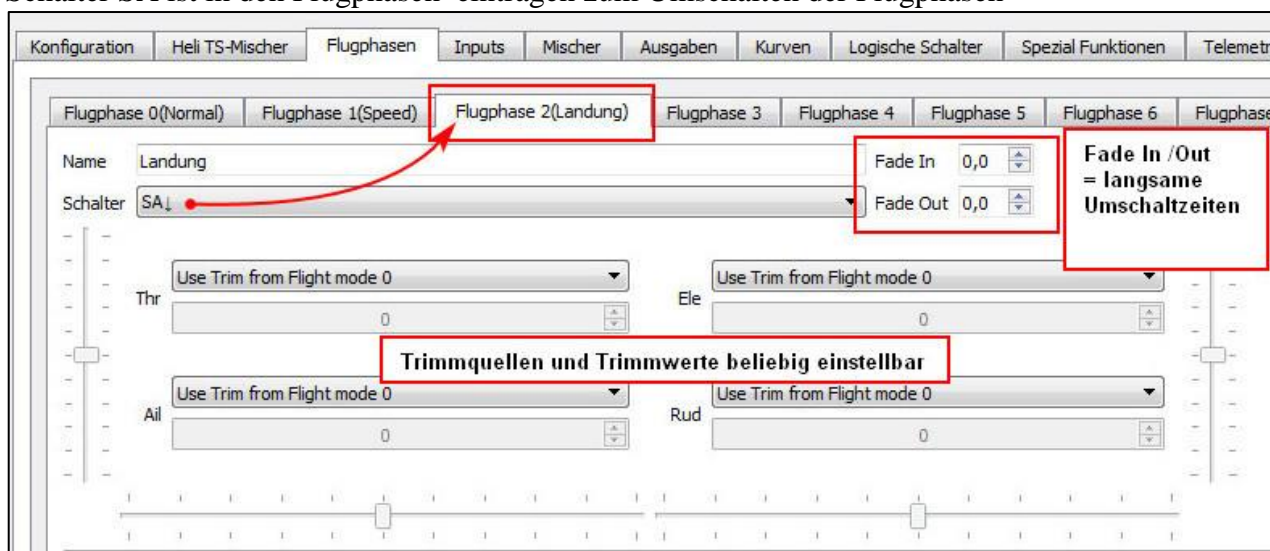 Schalter SA ist in den Flugphasen eintragen zum Umschalten der Flugphasen
Konfiguration Heli TS-Mischer Flugphasen Inputs Mischer Ausgaben Kurven Logische Schalter Spezial Funktionen Telemetr
Flugphase 0(Normal) Flugphase 1(Speed) Flugphase 2(Landung) Flugphase 3 Flugphase 4 Flugphase 5 Flugphase 6 Flugphase
Name Landung Fade In 0,0
Schalter SA↓ Fade Out 0,0
Fade In /Out
= langsame
Umschaltzeiten
Thr Use Trim from Flight mode 0
0
Ele Use Trim from Flight mode 0
0
Trimmquellen und Trimmwerte beliebig einstellbar
Ail Use Trim from Flight mode 0
0
Rud Use Trim from Flight mode 0
0